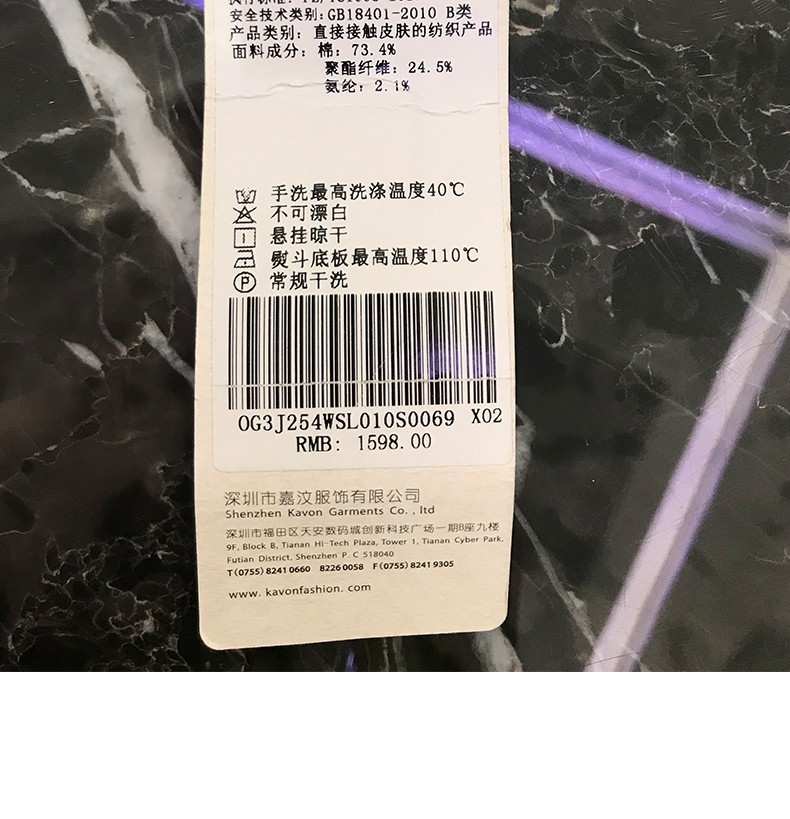 安全技术类别:GB18401-2010 B类
产品类别: 直接接触皮肤的纺织产品
面料成分: 棉: 73.4%
聚酯纤维: 24.5%
氨纶: 2.1%
手洗最高洗涤温度40℃
不可漂白
悬挂晾干
熨斗底板最高温度110℃
P 常规干洗
OG3J254WSL010S0069 X02
RMB: 1598.00
深圳市嘉汶服饰有限公司
Shenzhen Kavon Garments Co. , ltd
深圳市福田区天安数码城创新科技广场一期B座九楼
9F, Block B, Tianan Hi-Tech Plaza, Tower 1, Tianan Cyber Park,
Futian District, Shenzhen P. C 518040
T(0755)8241 0660 8226 0058 F(0755)8241 9305
www. kavonfashion. com